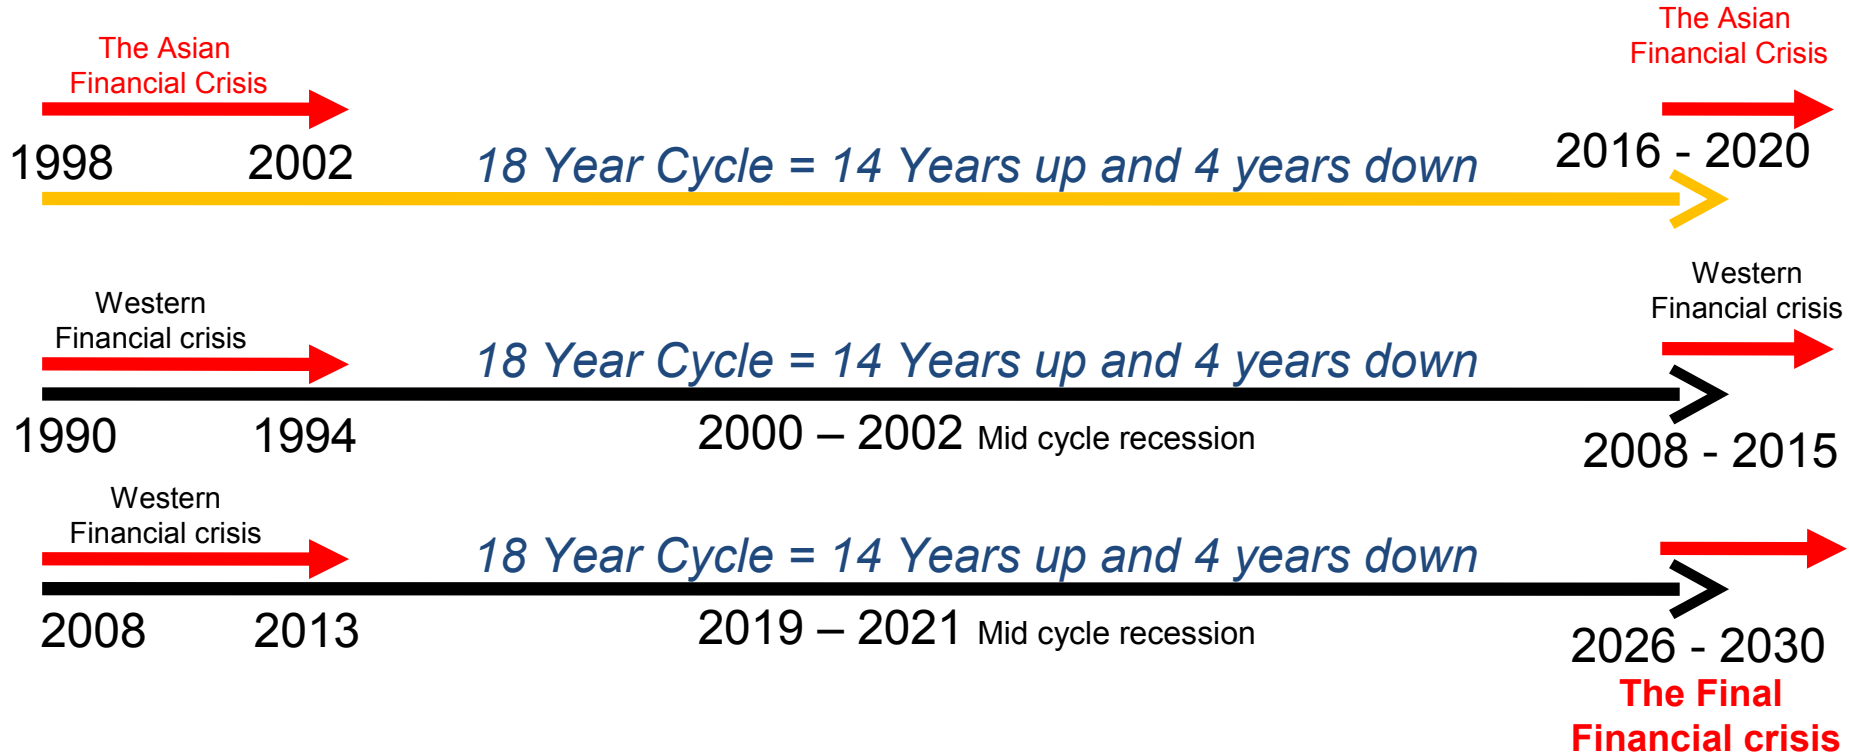 The Asian
Financial Crisis
The Asian
Financial Crisis
1998
2002
18 Year Cycle = 14 Years up and 4 years down
2016 - 2020
Western
Financial crisis
Western
Financial crisis
18 Year Cycle = 14 Years up and 4 years down
1990
1994
2000 – 2002 Mid cycle recession
2008 - 2015
Western
Financial crisis
18 Year Cycle = 14 Years up and 4 years down
2008
2013
2019 – 2021 Mid cycle recession
2026 - 2030
The Final
Financial crisis